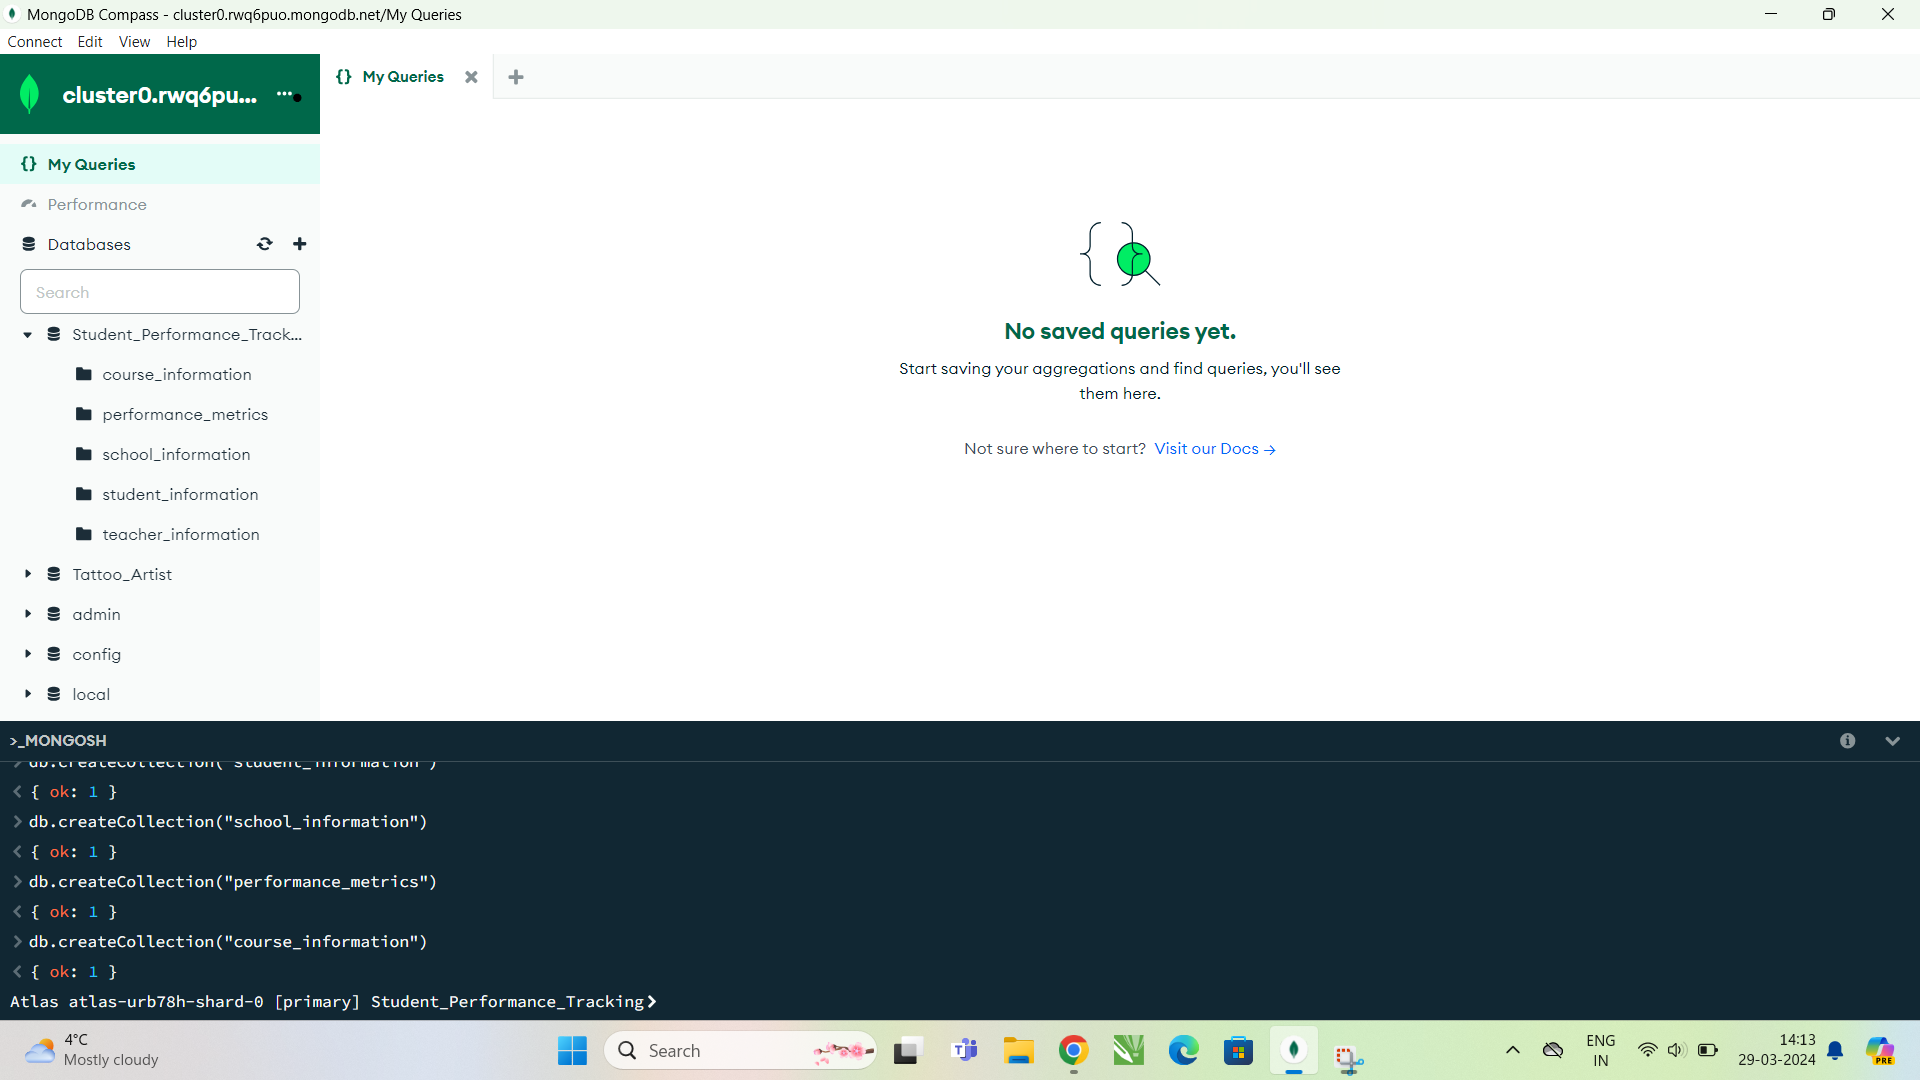 MongoDB Compass - cluster0.rwq6puo.mongodb.net/My Queries
Connect Edit View Help
cluster0.rwq6pu...
{} My Queries
{} My Queries
Performance
Databases
Search
Student_Performance_Track...
course_information
performance_metrics
school_information
student_information
teacher_information
Tattoo_Artist
admin
config
local
No saved queries yet.
Start saving your aggregations and find queries, you'll see
them here.
Not sure where to start? Visit our Docs →
>_MONGOSH
> db.createCollection("student_information")
< { ok: 1 }
> db.createCollection("school_information")
< { ok: 1 }
> db.createCollection("performance_metrics")
< { ok: 1 }
> db.createCollection("course_information")
< { ok: 1 }
Atlas atlas-urb78h-shard-0 [primary] Student_Performance_Tracking>
4°C
Mostly cloudy
Search
ENG
IN
14:13
29-03-2024
PRE